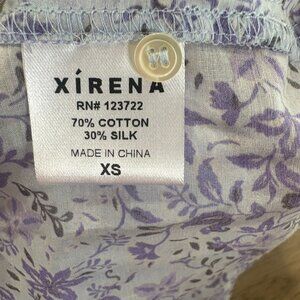 XÍRENA
RN# 123722
70% COTTON
30% SILK
MADE IN CHINA
XS